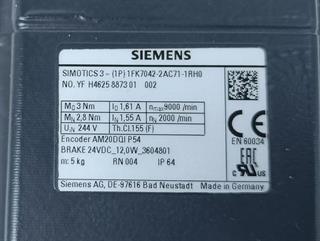 SIEMENS
SIMOTICS 3~ (1P) 1FK7042-2AC71-1RH0
NO. YF H4625 8873 01 002
M0 3 Nm I0 1,61 A nmax 9000 /min
MN 2,8 Nm IN 1,55 A nN 2000 /min
UIN 244 V Th.Cl.155 (F)
Encoder AM20DQI P54
BRAKE 24VDC_12,0W_3604801
m: 5 kg RN 004 IP 64
Siemens AG, DE-97616 Bad Neustadt Made in Germany
CE
EN 60034
EAC